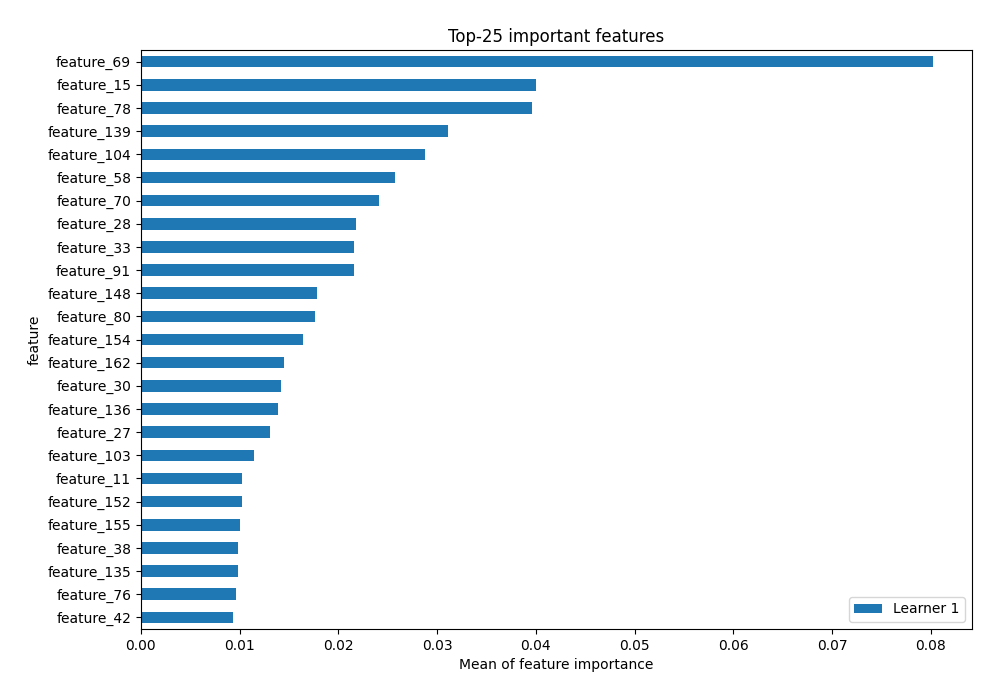 Top-25 important features
feature_69
feature_15
feature_78
feature_139
feature_104
feature_58
feature_70
feature_28
feature_33
feature_91
feature_148
feature_80
feature_154
feature_162
feature_30
feature_136
feature_27
feature_103
feature_11
feature_152
feature_155
feature_38
feature_135
feature_76
feature_42
feature
Learner 1
0.00 0.01 0.02 0.03 0.04 0.05 0.06 0.07 0.08
Mean of feature importance